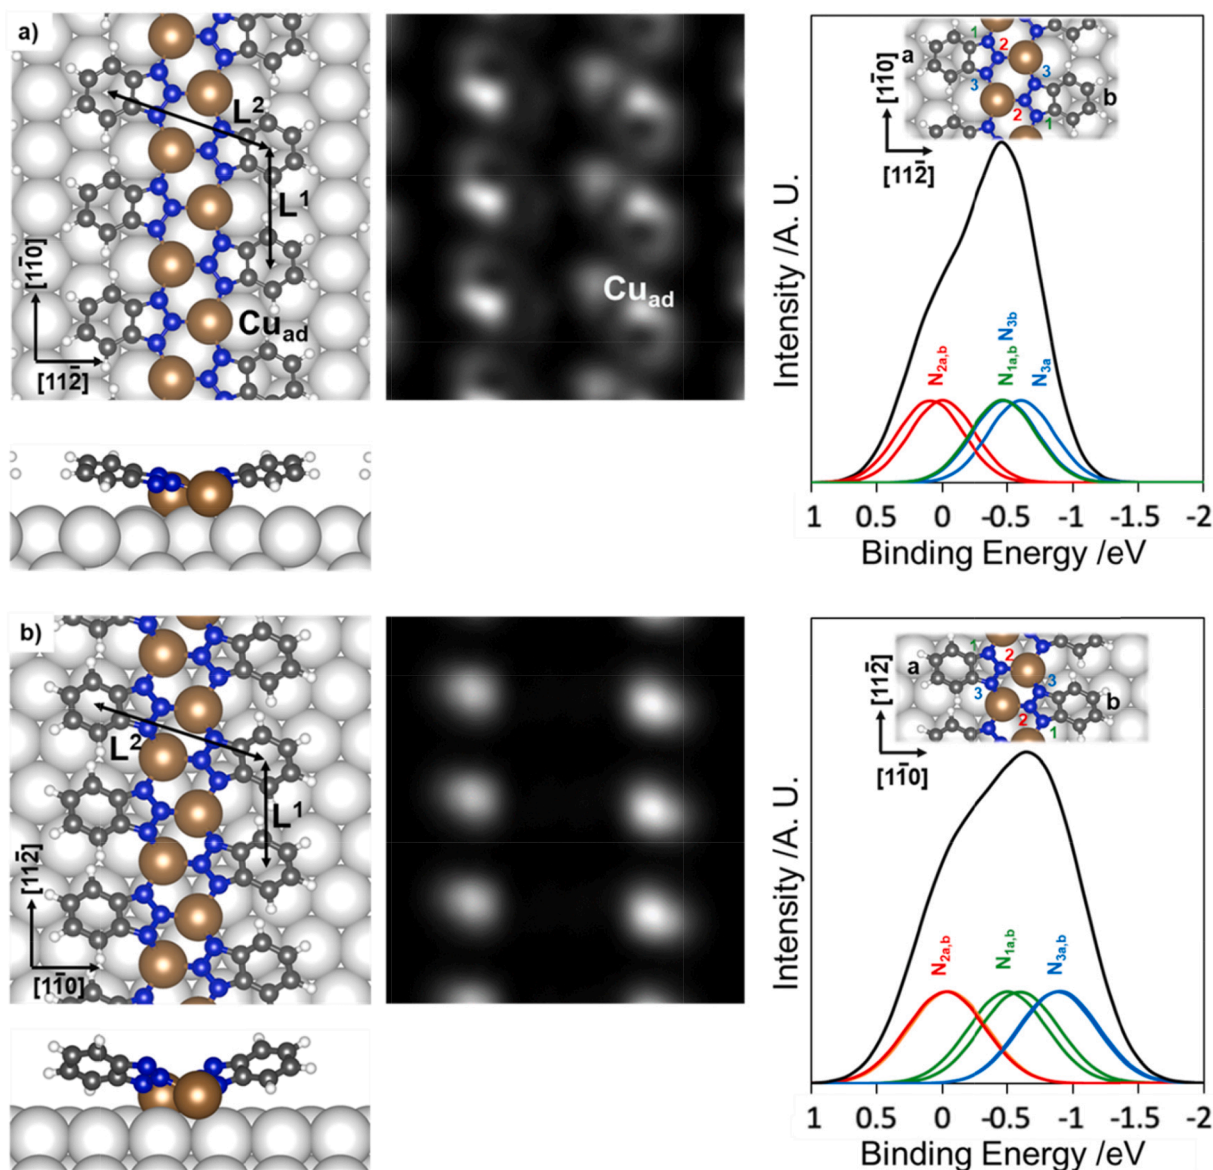 a)
L²
L¹
Cuad
[11̄0]
[112̄]
Cuad
Intensity /A. U.
[11̄0]
[112̄]
a
1
2
3
3
2
1
b
N2a,b
N3b
N1a,b
N3a
1 0.5 0 -0.5 -1 -1.5 -2
Binding Energy /eV
b)
L²
L¹
[112̄]
[11̄0]
Intensity /A. U.
[112̄]
[11̄0]
a
1
2
3
3
2
1
b
N2a,b
N1a,b
N3a,b
1 0.5 0 -0.5 -1 -1.5 -2
Binding Energy /eV